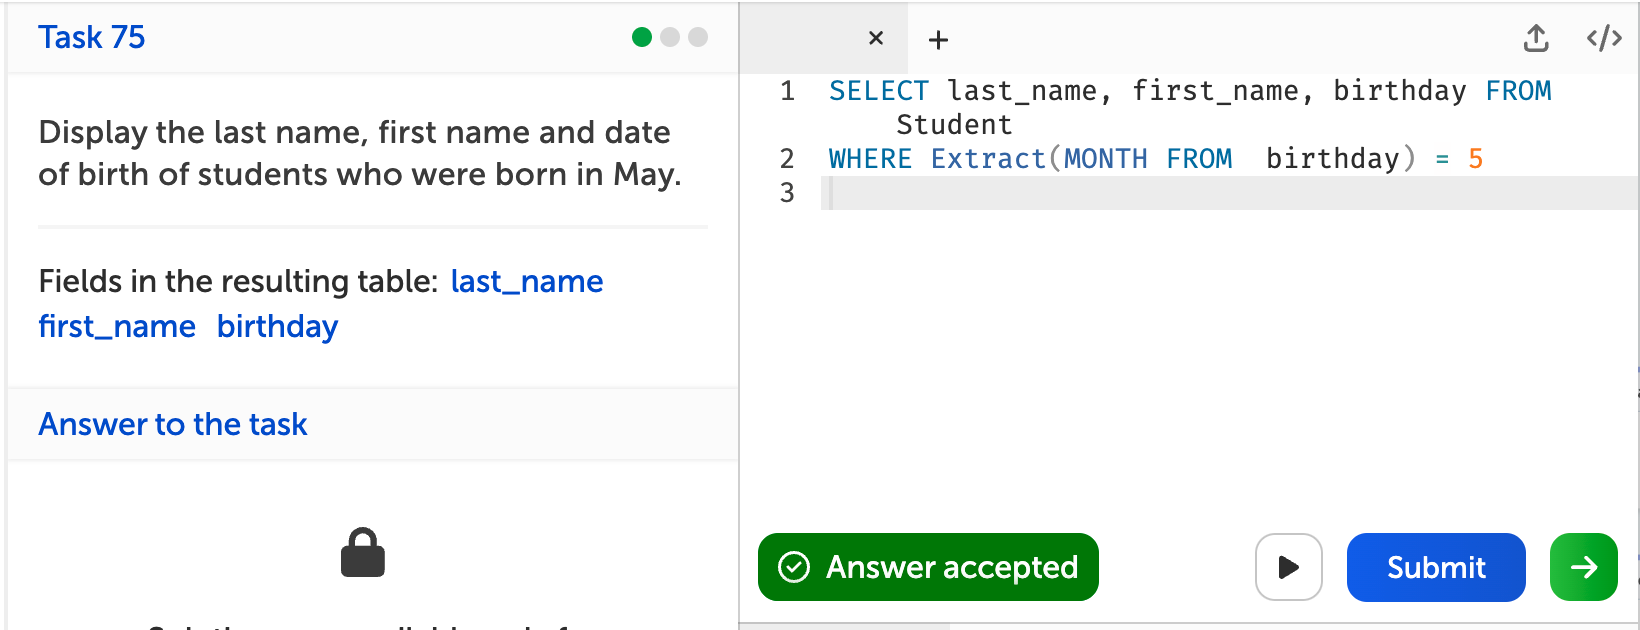 Task 75
Display the last name, first name and date
of birth of students who were born in May.
Fields in the resulting table: last_name
first_name birthday
Answer to the task
1 SELECT last_name, first_name, birthday FROM
Student
2 WHERE Extract(MONTH FROM  birthday) = 5
3
Answer accepted
Submit